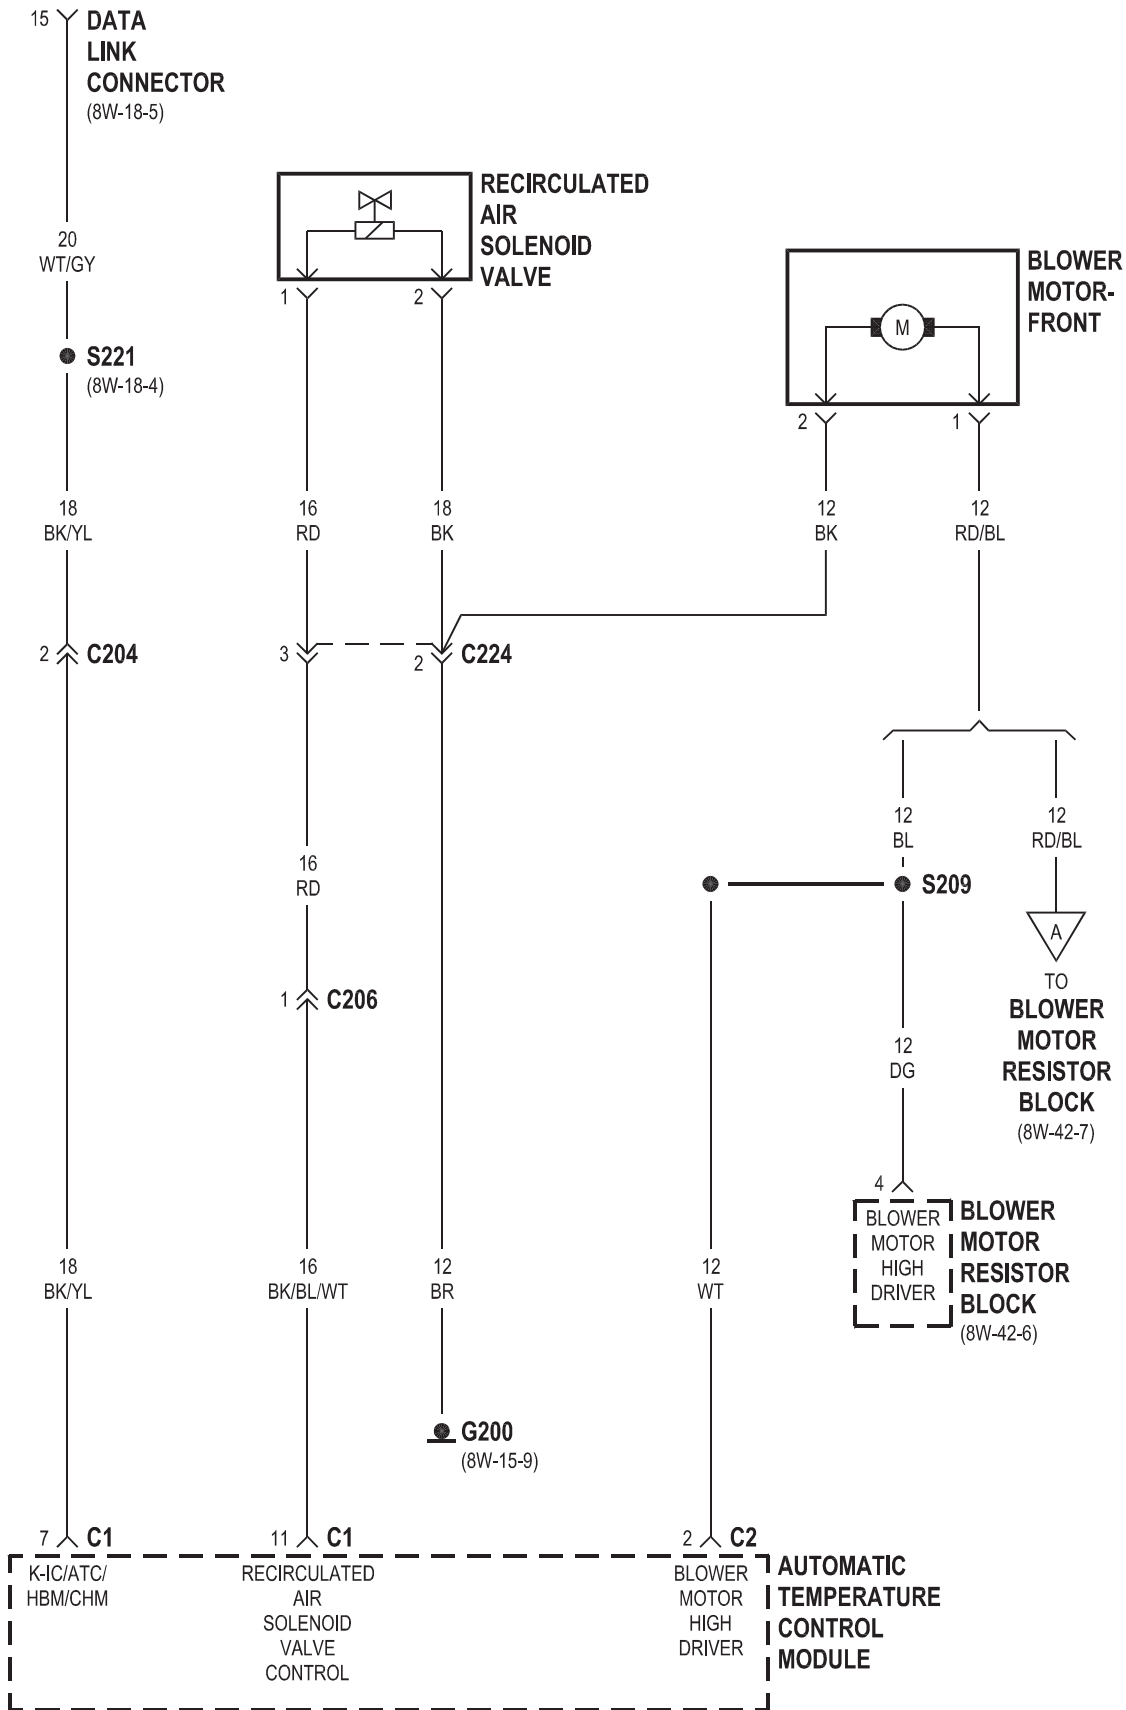 15
DATA
LINK
CONNECTOR
(8W-18-5)
20
WT/GY
S221
(8W-18-4)
18
BK/YL
2
C204
18
BK/YL
7
C1
RECIRCULATED
AIR
SOLENOID
VALVE
1
2
16
RD
18
BK
3
2
C224
16
RD
1
C206
16
BK/BL/WT
12
BR
G200
(8W-15-9)
11
C1
BLOWER
MOTOR-
FRONT
M
2
1
12
BK
12
RD/BL
12
BL
12
RD/BL
S209
A
TO
BLOWER
MOTOR
RESISTOR
BLOCK
(8W-42-7)
12
DG
4
BLOWER
MOTOR
HIGH
DRIVER
BLOWER
MOTOR
RESISTOR
BLOCK
(8W-42-6)
12
WT
2
C2
K-IC/ATC/
HBM/CHM
RECIRCULATED
AIR
SOLENOID
VALVE
CONTROL
BLOWER
MOTOR
HIGH
DRIVER
AUTOMATIC
TEMPERATURE
CONTROL
MODULE